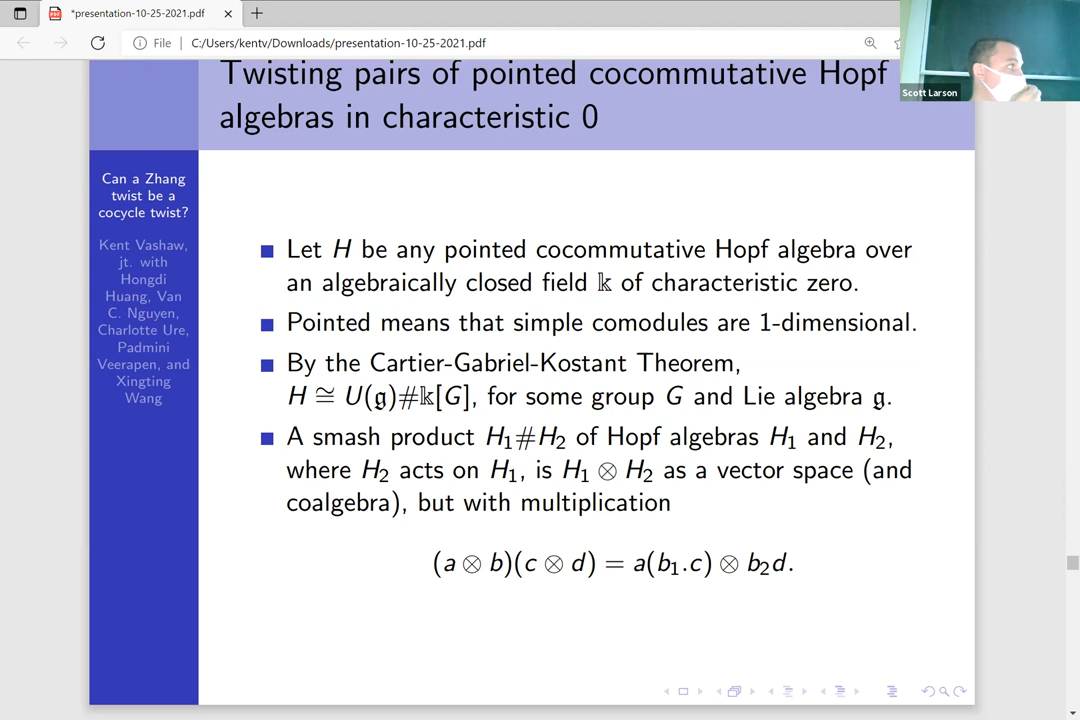 *presentation-10-25-2021.pdf
File
C:/Users/kentv/Downloads/presentation-10-25-2021.pdf
Scott Larson
Twisting pairs of pointed cocommutative Hopf
algebras in characteristic 0
Can a Zhang
twist be a
cocycle twist?
Kent Vashaw,
jt. with
Hongdi
Huang, Van
C. Nguyen,
Charlotte Ure,
Padmini
Veerapen, and
Xingting
Wang
Let H be any pointed cocommutative Hopf algebra over
an algebraically closed field 𝕜 of characteristic zero.
Pointed means that simple comodules are 1-dimensional.
By the Cartier-Gabriel-Kostant Theorem,
H ≅ U(𝔤)#𝕜[G], for some group G and Lie algebra 𝔤.
A smash product H₁#H₂ of Hopf algebras H₁ and H₂,
where H₂ acts on H₁, is H₁ ⊗ H₂ as a vector space (and
coalgebra), but with multiplication
(a ⊗ b)(c ⊗ d) = a(b₁.c) ⊗ b₂d.